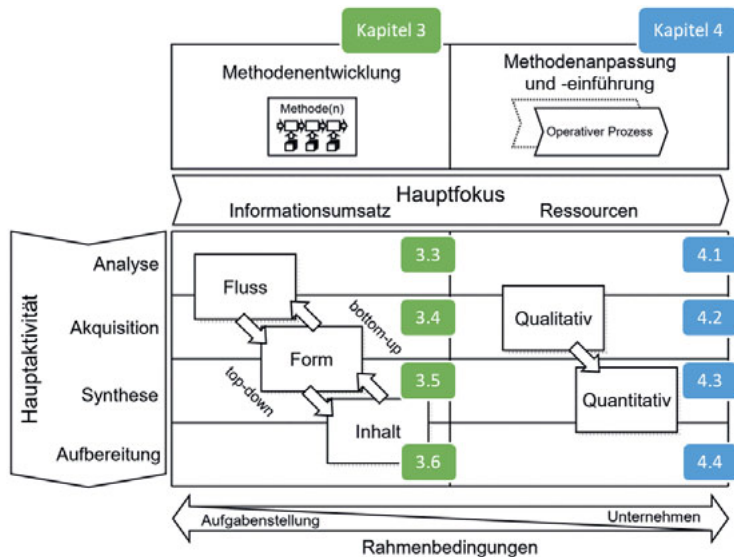 Kapitel 3
Kapitel 4
Methodenentwicklung
Methode(n)
Methodenanpassung
und -einführung
Operativer Prozess
Hauptfokus
Informationsumsatz
Ressourcen
Hauptaktivität
Analyse
Akquisition
Synthese
Aufbereitung
Fluss
Form
Inhalt
bottom-up
top-down
3.3
3.4
3.5
3.6
Qualitativ
Quantitativ
4.1
4.2
4.3
4.4
Aufgabenstellung
Unternehmen
Rahmenbedingungen